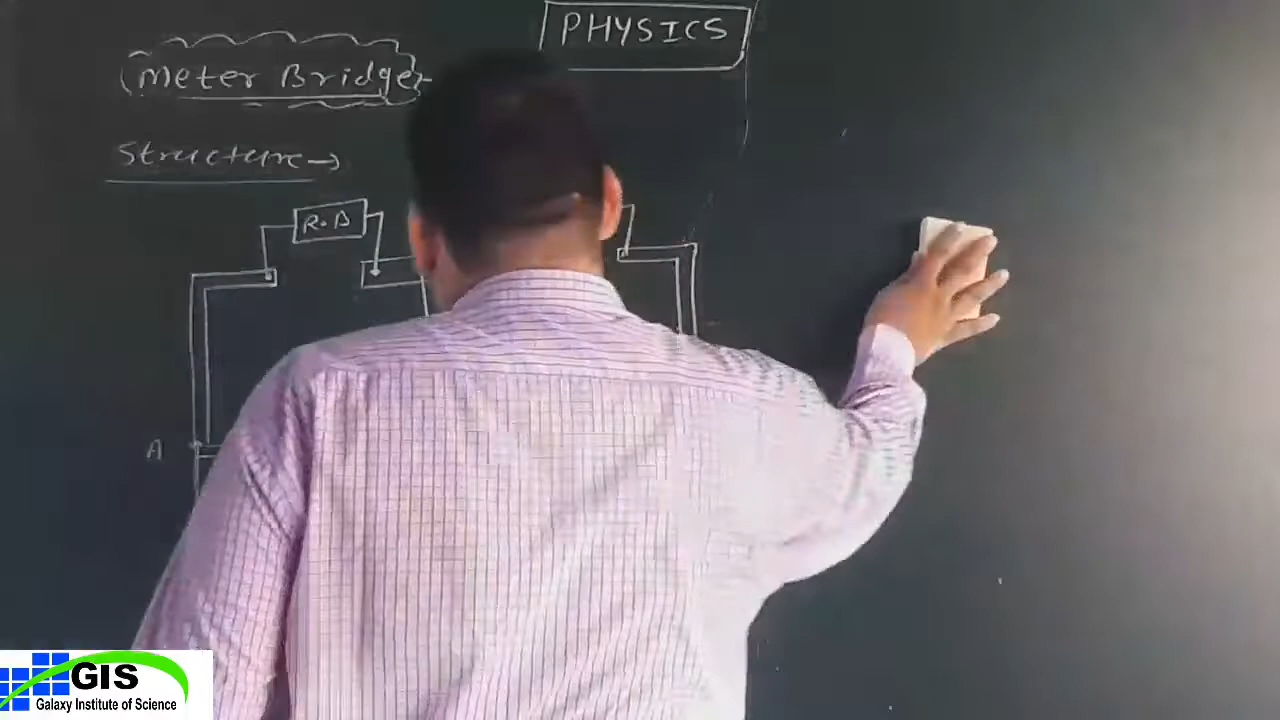 PHYSICS
(Meter Bridge)-
Structure→
R.B
A
GIS
Galaxy Institute of Science